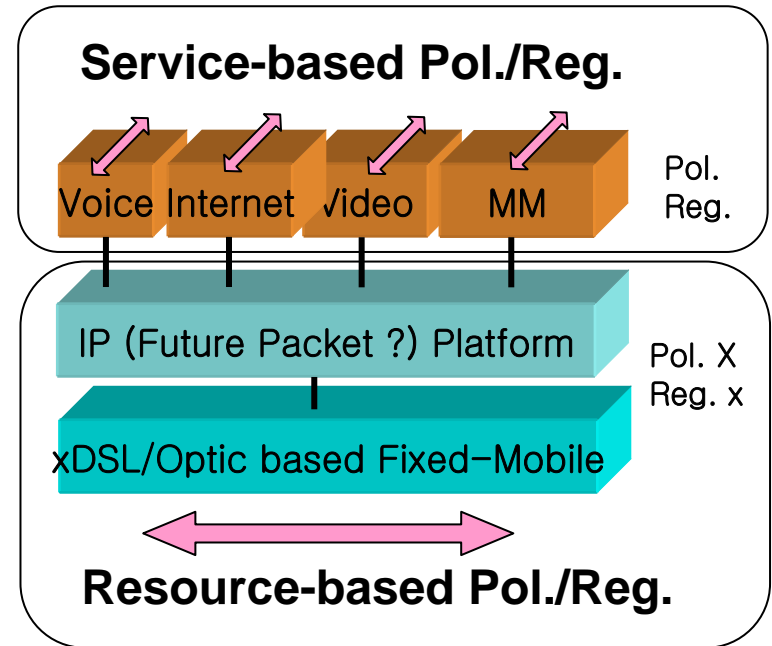 Service-based Pol./Reg.
Voice
Internet
Video
MM
Pol.
Reg.
IP (Future Packet ?) Platform
Pol. X
Reg. x
xDSL/Optic based Fixed-Mobile
Resource-based Pol./Reg.